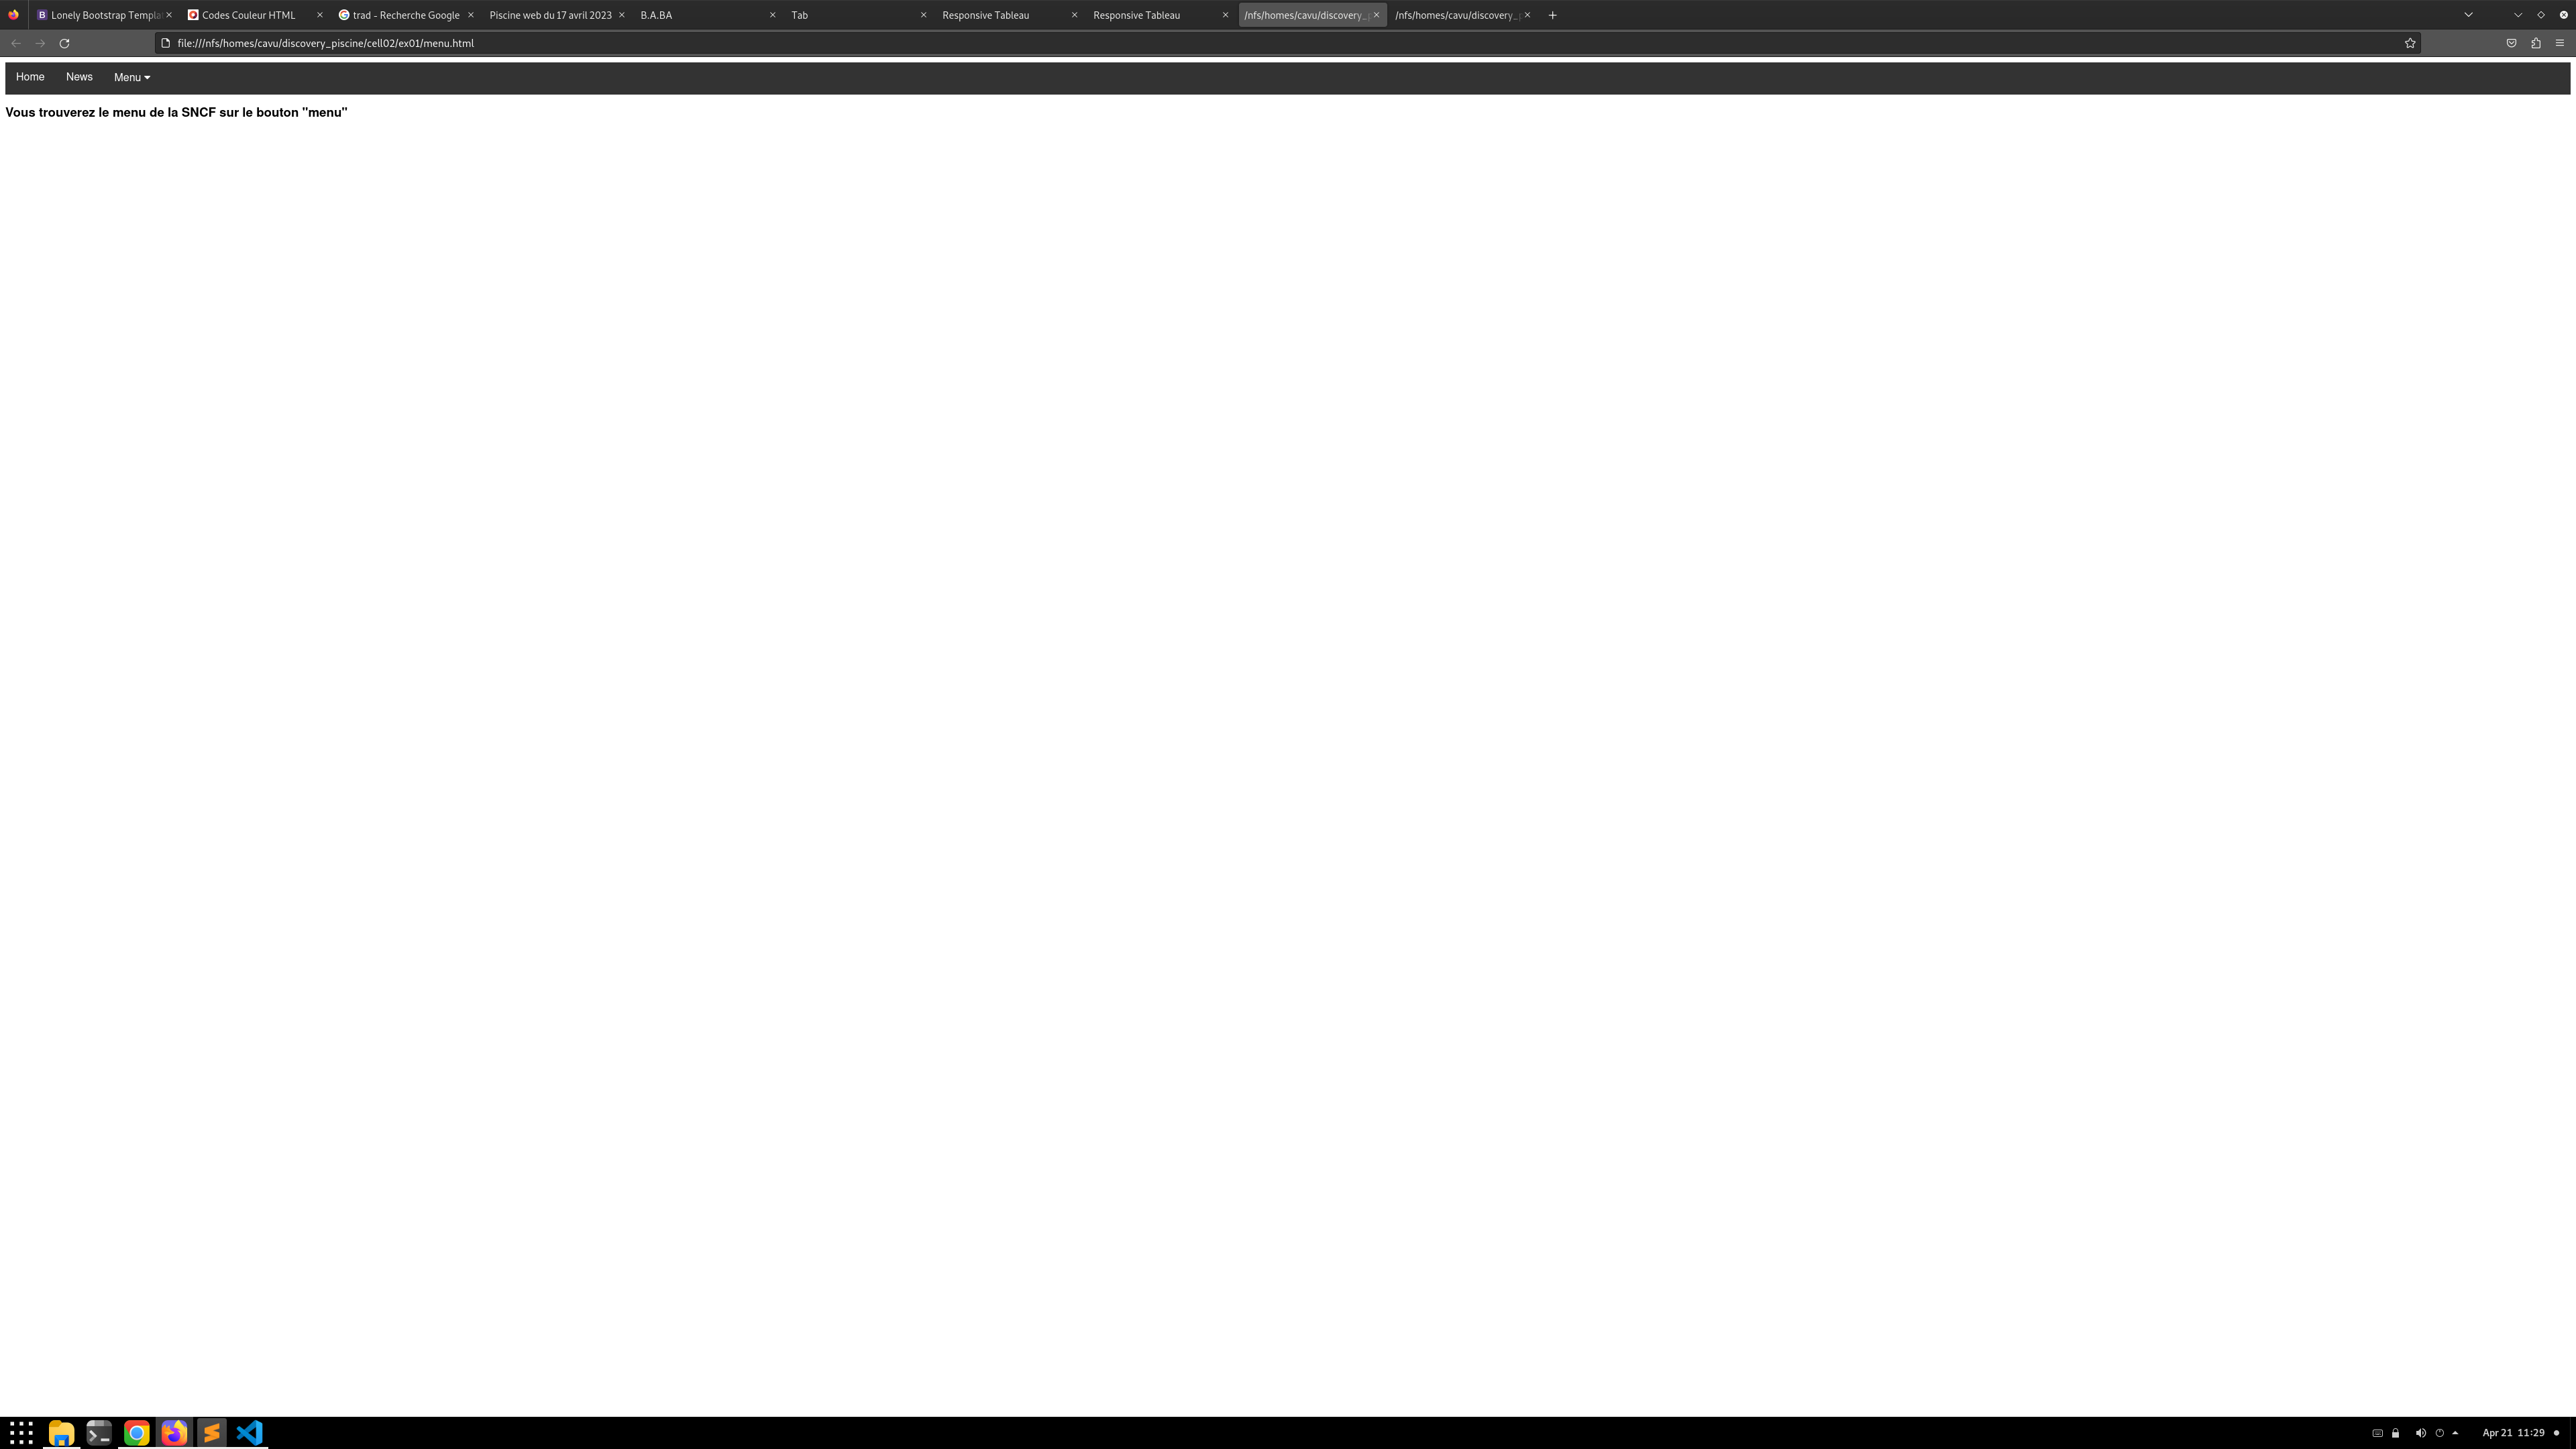 Lonely Bootstrap Templa
Codes Couleur HTML
trad - Recherche Google
Piscine web du 17 avril 2023
B.A.BA
Tab
Responsive Tableau
Responsive Tableau
/nfs/homes/cavu/discovery_p
/nfs/homes/cavu/discovery_p
file:///nfs/homes/cavu/discovery_piscine/cell02/ex01/menu.html
Home News Menu
Vous trouverez le menu de la SNCF sur le bouton "menu"
Apr 21 11:29